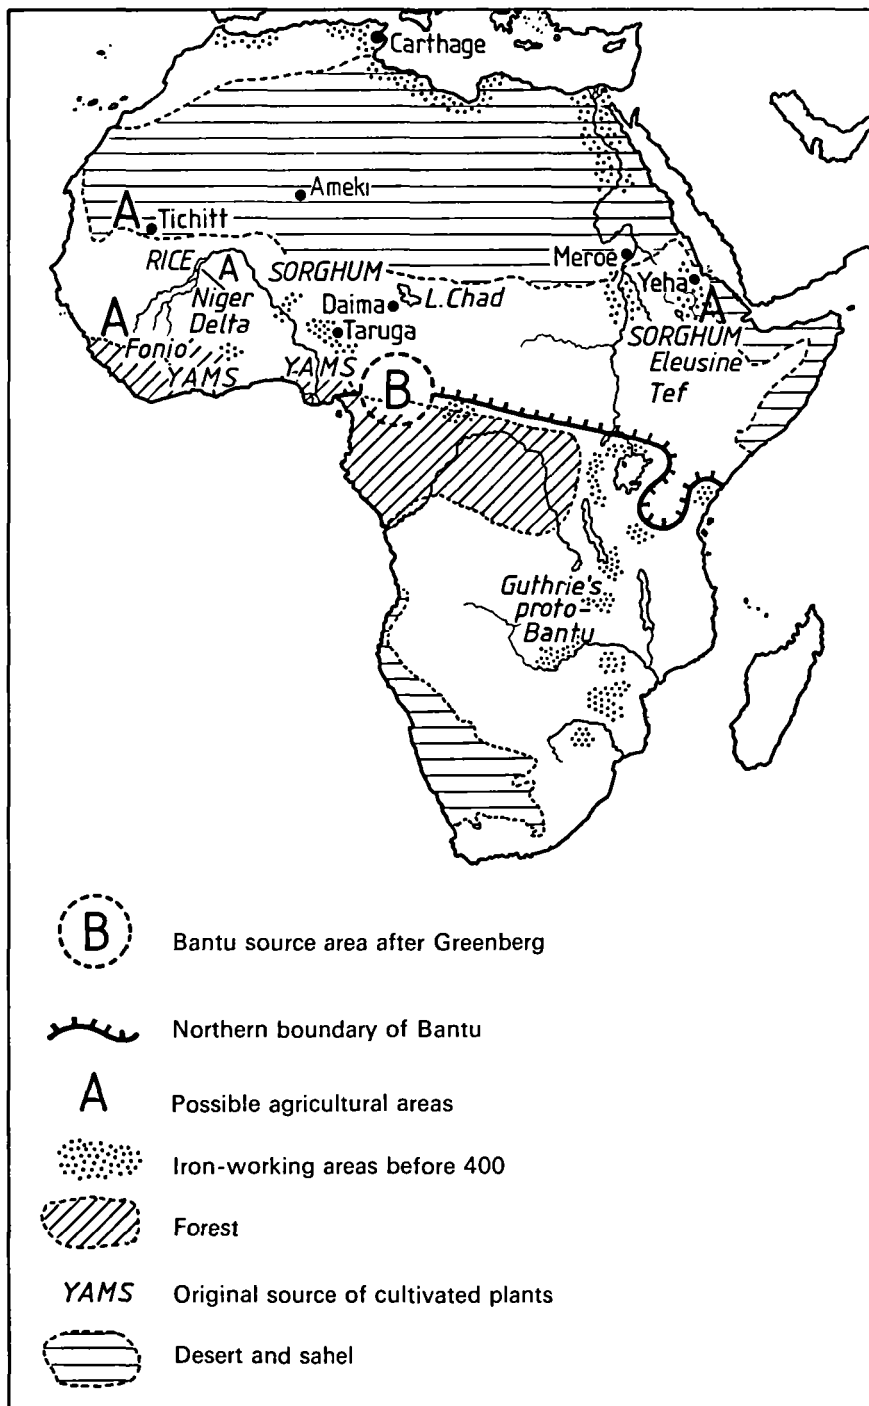 Carthage
Ameki
A
Tichitt
Meroë
RICE
A
SORGHUM
Yeha
A
Niger
Delta
Daima
L.Chad
A
Taruga
SORGHUM
Fonio
Eleusine
YAMS
YAMS
Tef
B
Guthrie's
proto-
Bantu
B
Bantu source area after Greenberg
Northern boundary of Bantu
A
Possible agricultural areas
Iron-working areas before 400
Forest
YAMS
Original source of cultivated plants
Desert and sahel